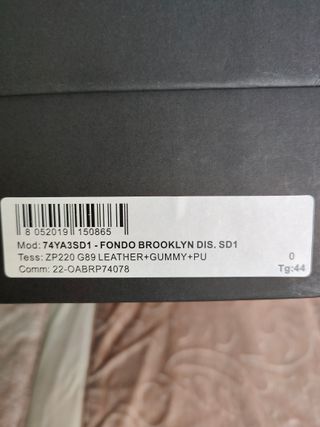 8 052019 150865
Mod: 74YA3SD1 - FONDO BROOKLYN DIS. SD1
Tess: ZP220 G89 LEATHER+GUMMY+PU 0
Comm: 22-OABRP74078 Tg:44